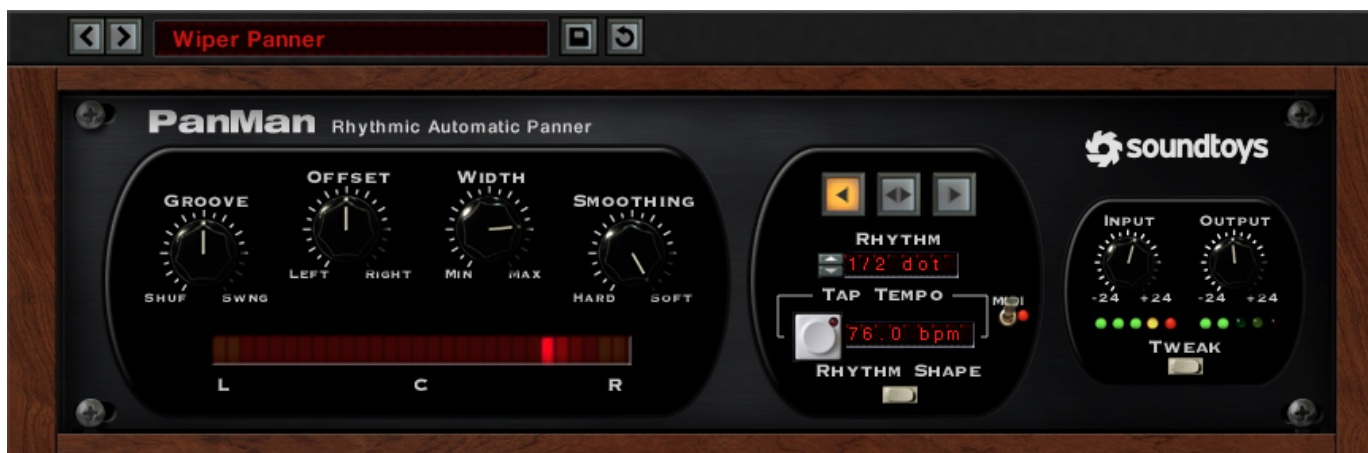 Wiper Panner
PanMan Rhythmic Automatic Panner
soundtoys
GROOVE
SHUF SWNG
OFFSET
LEFT RIGHT
WIDTH
MIN MAX
SMOOTHING
HARD SOFT
L C R
RHYTHM
1/2 dot
TAP TEMPO
MIDI
76.0 bpm
RHYTHM SHAPE
INPUT OUTPUT
-24 +24 -24 +24
TWEAK